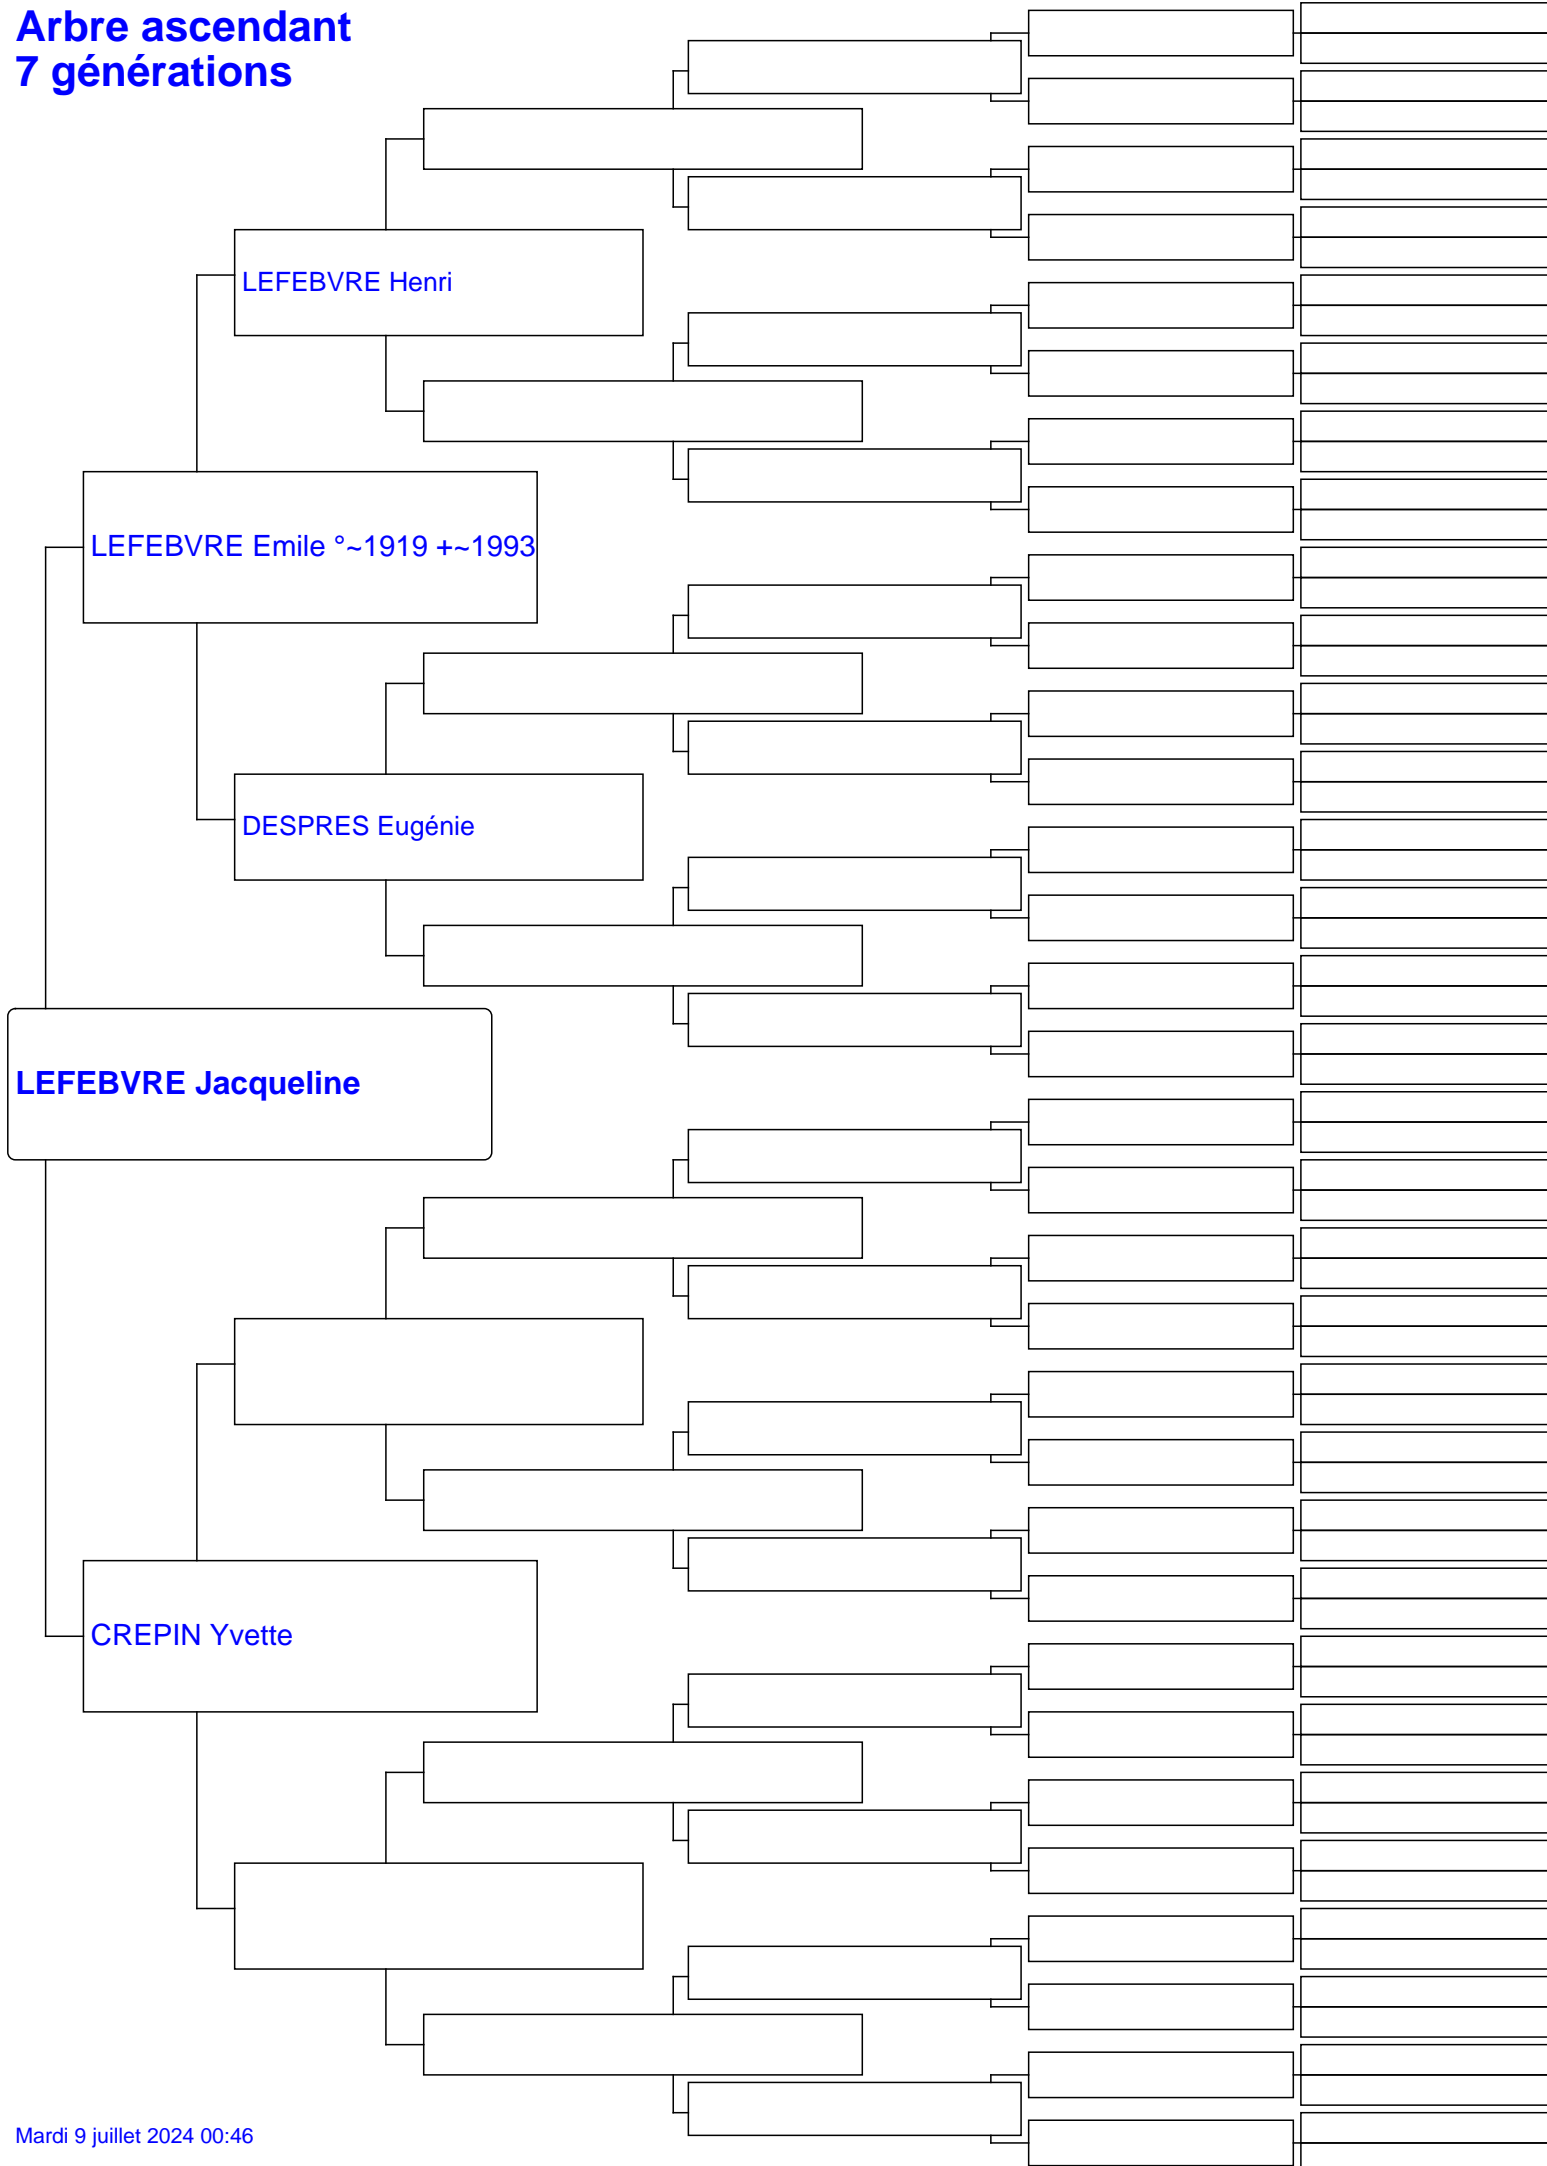 Arbre ascendant
7 générations
LEFEBVRE Henri
LEFEBVRE Emile °~1919 +~1993
DESPRES Eugénie
LEFEBVRE Jacqueline
CREPIN Yvette
Mardi 9 juillet 2024 00:46